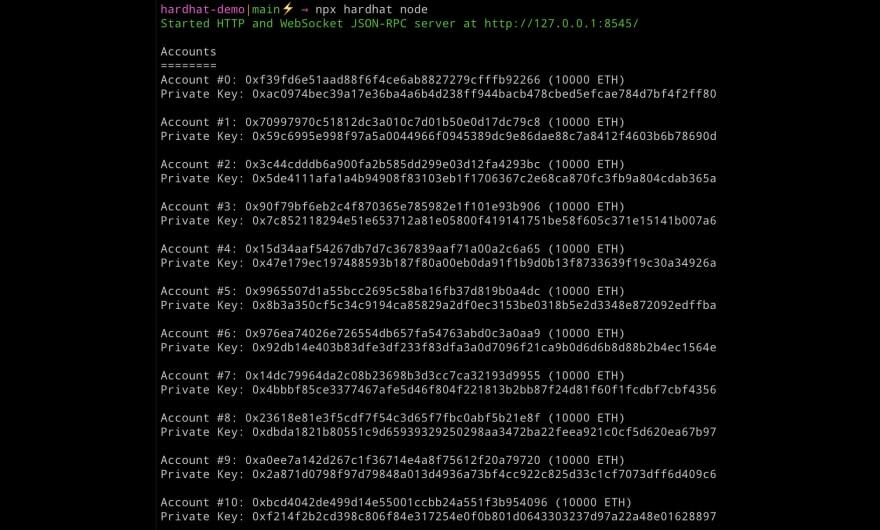 hardhat-demo|main⚡ → npx hardhat node
Started HTTP and WebSocket JSON-RPC server at http://127.0.0.1:8545/
Accounts
========
Account #0: 0xf39fd6e51aad88f6f4ce6ab8827279cfffb92266 (10000 ETH)
Private Key: 0xac0974bec39a17e36ba4a6b4d238ff944bacb478cbed5efcae784d7bf4f2ff80
Account #1: 0x70997970c51812dc3a010c7d01b50e0d17dc79c8 (10000 ETH)
Private Key: 0x59c6995e998f97a5a0044966f0945389dc9e86dae88c7a8412f4603b6b78690d
Account #2: 0x3c44cdddb6a900fa2b585dd299e03d12fa4293bc (10000 ETH)
Private Key: 0x5de4111afa1a4b94908f83103eb1f1706367c2e68ca870fc3fb9a804cdab365a
Account #3: 0x90f79bf6eb2c4f870365e785982e1f101e93b906 (10000 ETH)
Private Key: 0x7c852118294e51e653712a81e05800f419141751be58f605c371e15141b007a6
Account #4: 0x15d34aaf54267db7d7c367839aaf71a00a2c6a65 (10000 ETH)
Private Key: 0x47e179ec197488593b187f80a00eb0da91f1b9d0b13f8733639f19c30a34926a
Account #5: 0x9965507d1a55bcc2695c58ba16fb37d819b0a4dc (10000 ETH)
Private Key: 0x8b3a350cf5c34c9194ca85829a2df0ec3153be0318b5e2d3348e872092edffba
Account #6: 0x976ea74026e726554db657fa54763abd0c3a0aa9 (10000 ETH)
Private Key: 0x92db14e403b83dfe3df233f83dfa3a0d7096f21ca9b0d6d6b8d88b2b4ec1564e
Account #7: 0x14dc79964da2c08b23698b3d3cc7ca32193d9955 (10000 ETH)
Private Key: 0x4bbbf85ce3377467afe5d46f804f221813b2bb87f24d81f60f1fcdbf7cbf4356
Account #8: 0x23618e81e3f5cdf7f54c3d65f7fbc0abf5b21e8f (10000 ETH)
Private Key: 0xdbda1821b80551c9d65939329250298aa3472ba22feea921c0cf5d620ea67b97
Account #9: 0xa0ee7a142d267c1f36714e4a8f75612f20a79720 (10000 ETH)
Private Key: 0x2a871d0798f97d79848a013d4936a73bf4cc922c825d33c1cf7073dff6d409c6
Account #10: 0xbcd4042de499d14e55001ccbb24a551f3b954096 (10000 ETH)
Private Key: 0xf214f2b2cd398c806f84e317254e0f0b801d0643303237d97a22a48e01628897